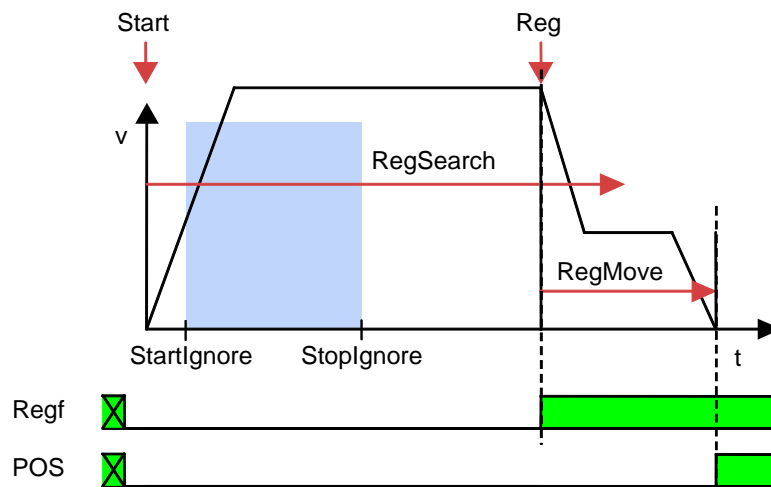 Start Reg
v
RegSearch
RegMove
StartIgnore StopIgnore t
Regf
POS